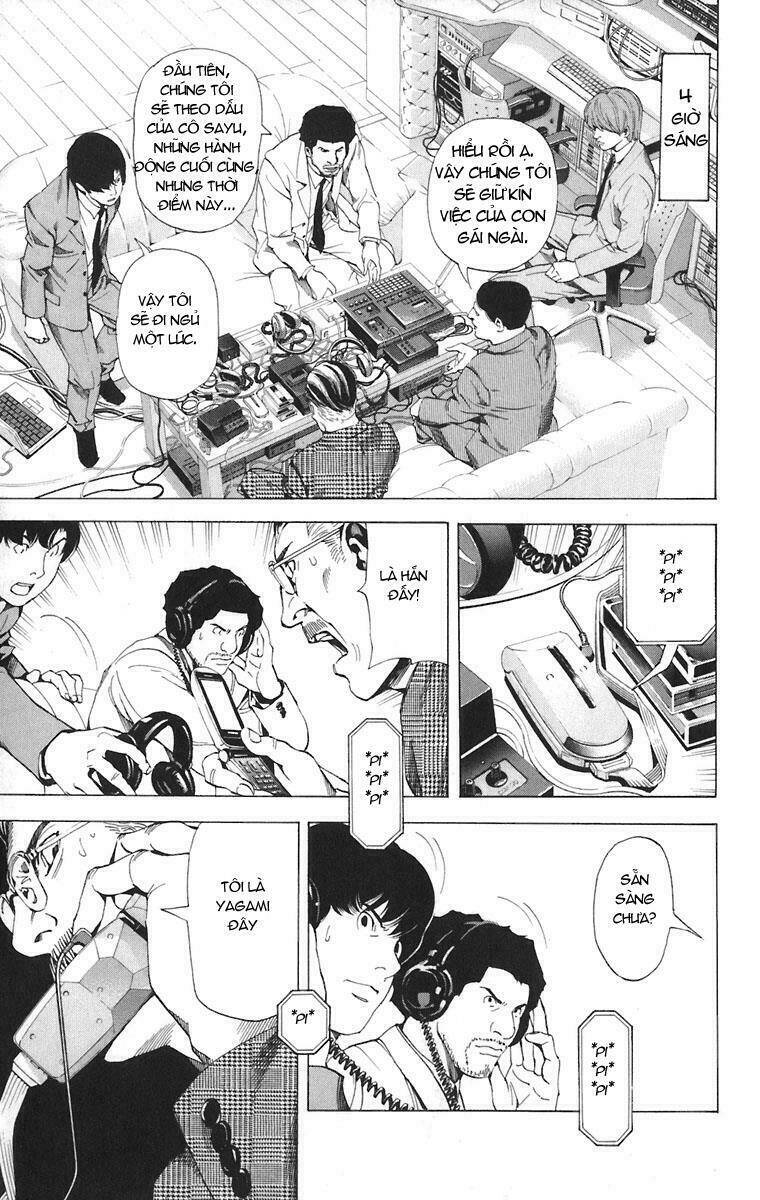 4
GIỜ
SÁNG
HIỂU RỒI Ạ.
VẬY CHÚNG TÔI
SẼ GIỮ KÍN
VIỆC CỦA CON
GÁI NGÀI.
ĐẦU TIÊN,
CHÚNG TÔI
SẼ THEO DẤU
CỦA CÔ SAYU,
NHỮNG HÀNH
ĐỘNG CUỐI CÙNG,
NHƯNG THỜI
ĐIỂM NÀY...
VẬY TÔI
SẼ ĐI NGỦ
MỘT LÚC.
*PI*
*PI*
*PI*
LÀ HẮN
ĐẤY!
*PI*
*PI*
*PI*
SẴN
SÀNG
CHƯA?
*PI*
*PI*
*PI*
*PI*
TÔI LÀ
YAGAMI
ĐÂY